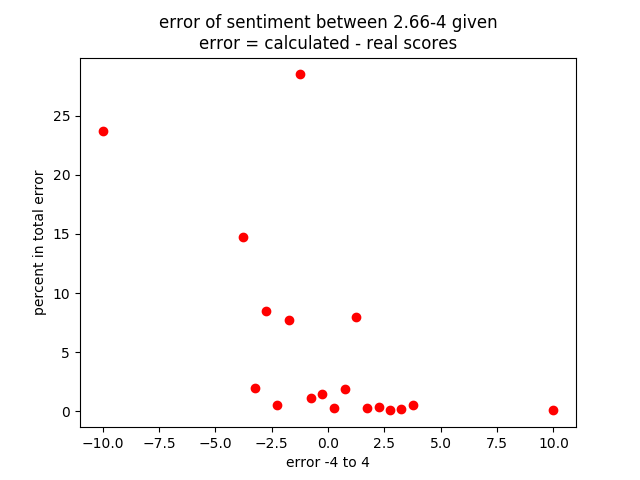 error of sentiment between 2.66-4 given
error = calculated - real scores
percent in total error
25
20
15
10
5
0
−10.0 −7.5 −5.0 −2.5 0.0 2.5 5.0 7.5 10.0
error -4 to 4